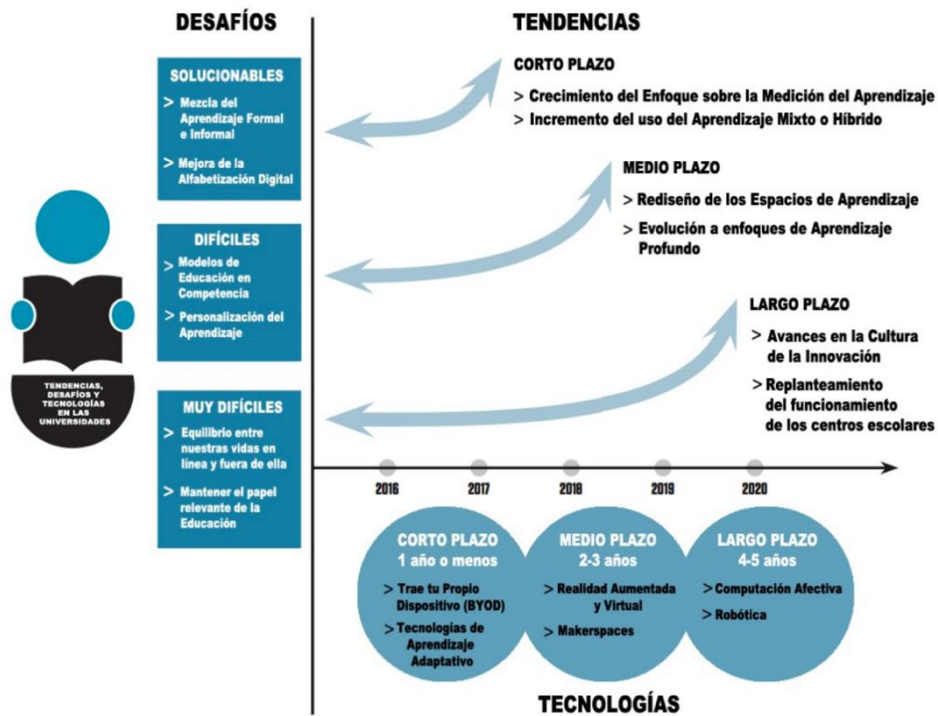 DESAFÍOS
SOLUCIONABLES
> Mezcla del
Aprendizaje Formal
e Informal
> Mejora de la
Alfabetización Digital
DIFÍCILES
> Modelos de
Educación en
Competencia
> Personalización del
Aprendizaje
MUY DIFÍCILES
> Equilibrio entre
nuestras vidas en
línea y fuera de ella
> Mantener el papel
relevante de la
Educación
TENDENCIAS,
DESAFÍOS Y
TECNOLOGÍAS
EN LAS
UNIVERSIDADES
TENDENCIAS
CORTO PLAZO
> Crecimiento del Enfoque sobre la Medición del Aprendizaje
> Incremento del uso del Aprendizaje Mixto o Híbrido
MEDIO PLAZO
> Rediseño de los Espacios de Aprendizaje
> Evolución a enfoques de Aprendizaje
Profundo
LARGO PLAZO
> Avances en la Cultura
de la Innovación
> Replanteamiento
del funcionamiento
de los centros escolares
2016 2017 2018 2019 2020
CORTO PLAZO
1 año o menos
> Trae tu Propio
Dispositivo (BYOD)
> Tecnologías de
Aprendizaje
Adaptativo
MEDIO PLAZO
2-3 años
> Realidad Aumentada
y Virtual
> Makerspaces
LARGO PLAZO
4-5 años
> Computación Afectiva
> Robótica
TECNOLOGÍAS